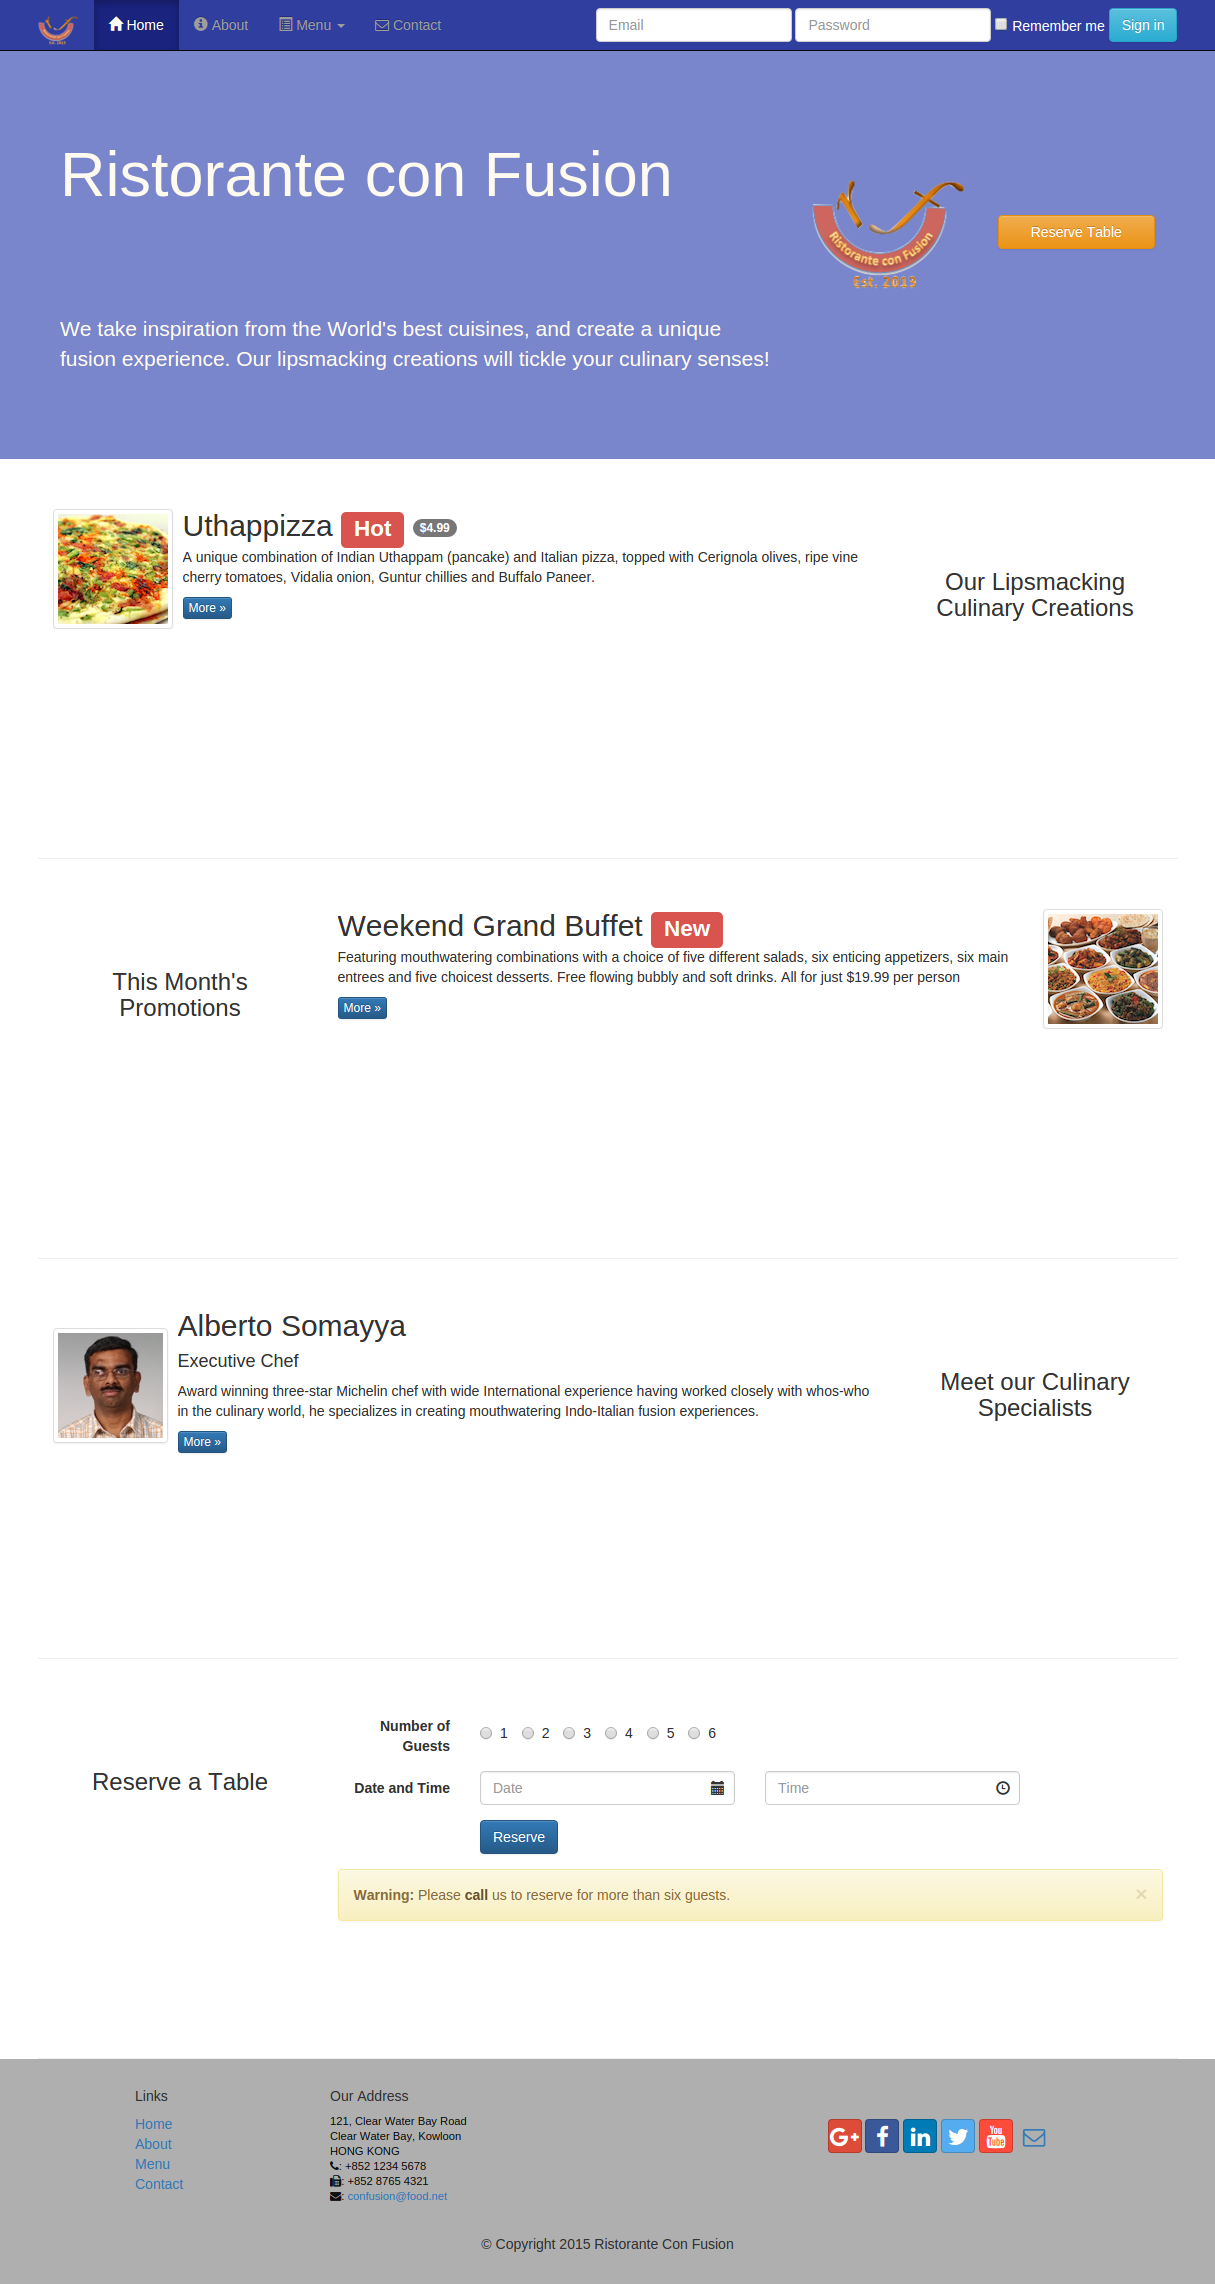 Home About Menu Contact Email Password Remember me Sign in
Ristorante con Fusion
Ristorante con Fusion
Est. 2019
Reserve Table
We take inspiration from the World's best cuisines, and create a unique
fusion experience. Our lipsmacking creations will tickle your culinary senses!
Uthappizza Hot $4.99
A unique combination of Indian Uthappam (pancake) and Italian pizza, topped with Cerignola olives, ripe vine
cherry tomatoes, Vidalia onion, Guntur chillies and Buffalo Paneer.
More »
Our Lipsmacking
Culinary Creations
This Month's
Promotions
Weekend Grand Buffet New
Featuring mouthwatering combinations with a choice of five different salads, six enticing appetizers, six main
entrees and five choicest desserts. Free flowing bubbly and soft drinks. All for just $19.99 per person
More »
Alberto Somayya
Executive Chef
Award winning three-star Michelin chef with wide International experience having worked closely with whos-who
in the culinary world, he specializes in creating mouthwatering Indo-Italian fusion experiences.
More »
Meet our Culinary
Specialists
Reserve a Table
Number of
Guests
1 2 3 4 5 6
Date and Time Date Time
Reserve
Warning: Please call us to reserve for more than six guests. ×
Links
Home
About
Menu
Contact
Our Address
121, Clear Water Bay Road
Clear Water Bay, Kowloon
HONG KONG
: +852 1234 5678
: +852 8765 4321
: confusion@food.net
G+ f in You Tube
© Copyright 2015 Ristorante Con Fusion